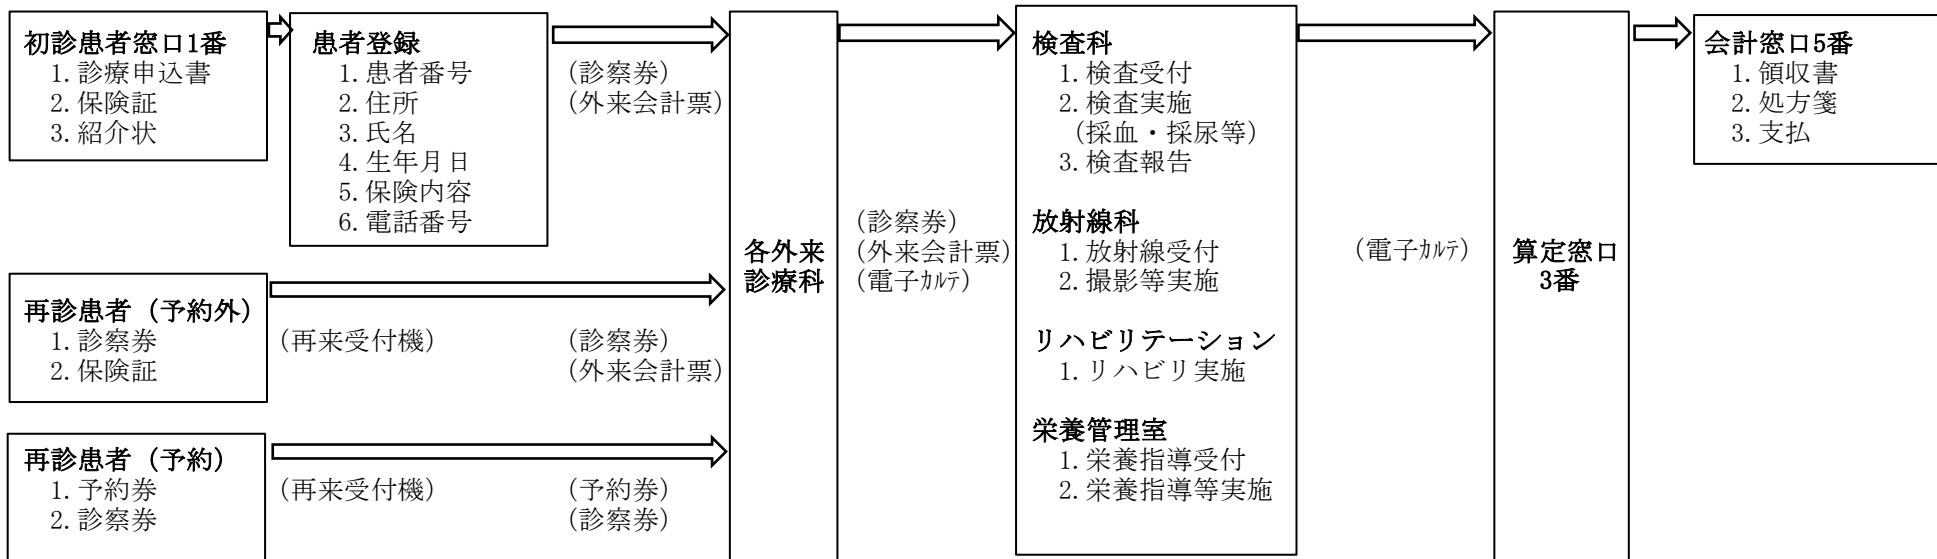 初診患者窓口1番
1.診療申込書
2.保険証
3.紹介状
患者登録
1.患者番号
2.住所
3.氏名
4.生年月日
5.保険内容
6.電話番号
(診察券)
(外来会計票)
再診患者(予約外)
1.診察券
2.保険証
(再来受付機)
(診察券)
(外来会計票)
再診患者(予約)
1.予約券
2.診察券
(再来受付機)
(予約券)
(診察券)
各外来
診療科
(診察券)
(外来会計票)
(電子ｶﾙﾃ)
検査科
1.検査受付
2.検査実施
(採血・採尿等)
3.検査報告
放射線科
1.放射線受付
2.撮影等実施
リハビリテーション
1.リハビリ実施
栄養管理室
1.栄養指導受付
2.栄養指導等実施
(電子ｶﾙﾃ)
算定窓口
3番
会計窓口5番
1.領収書
2.処方箋
3.支払